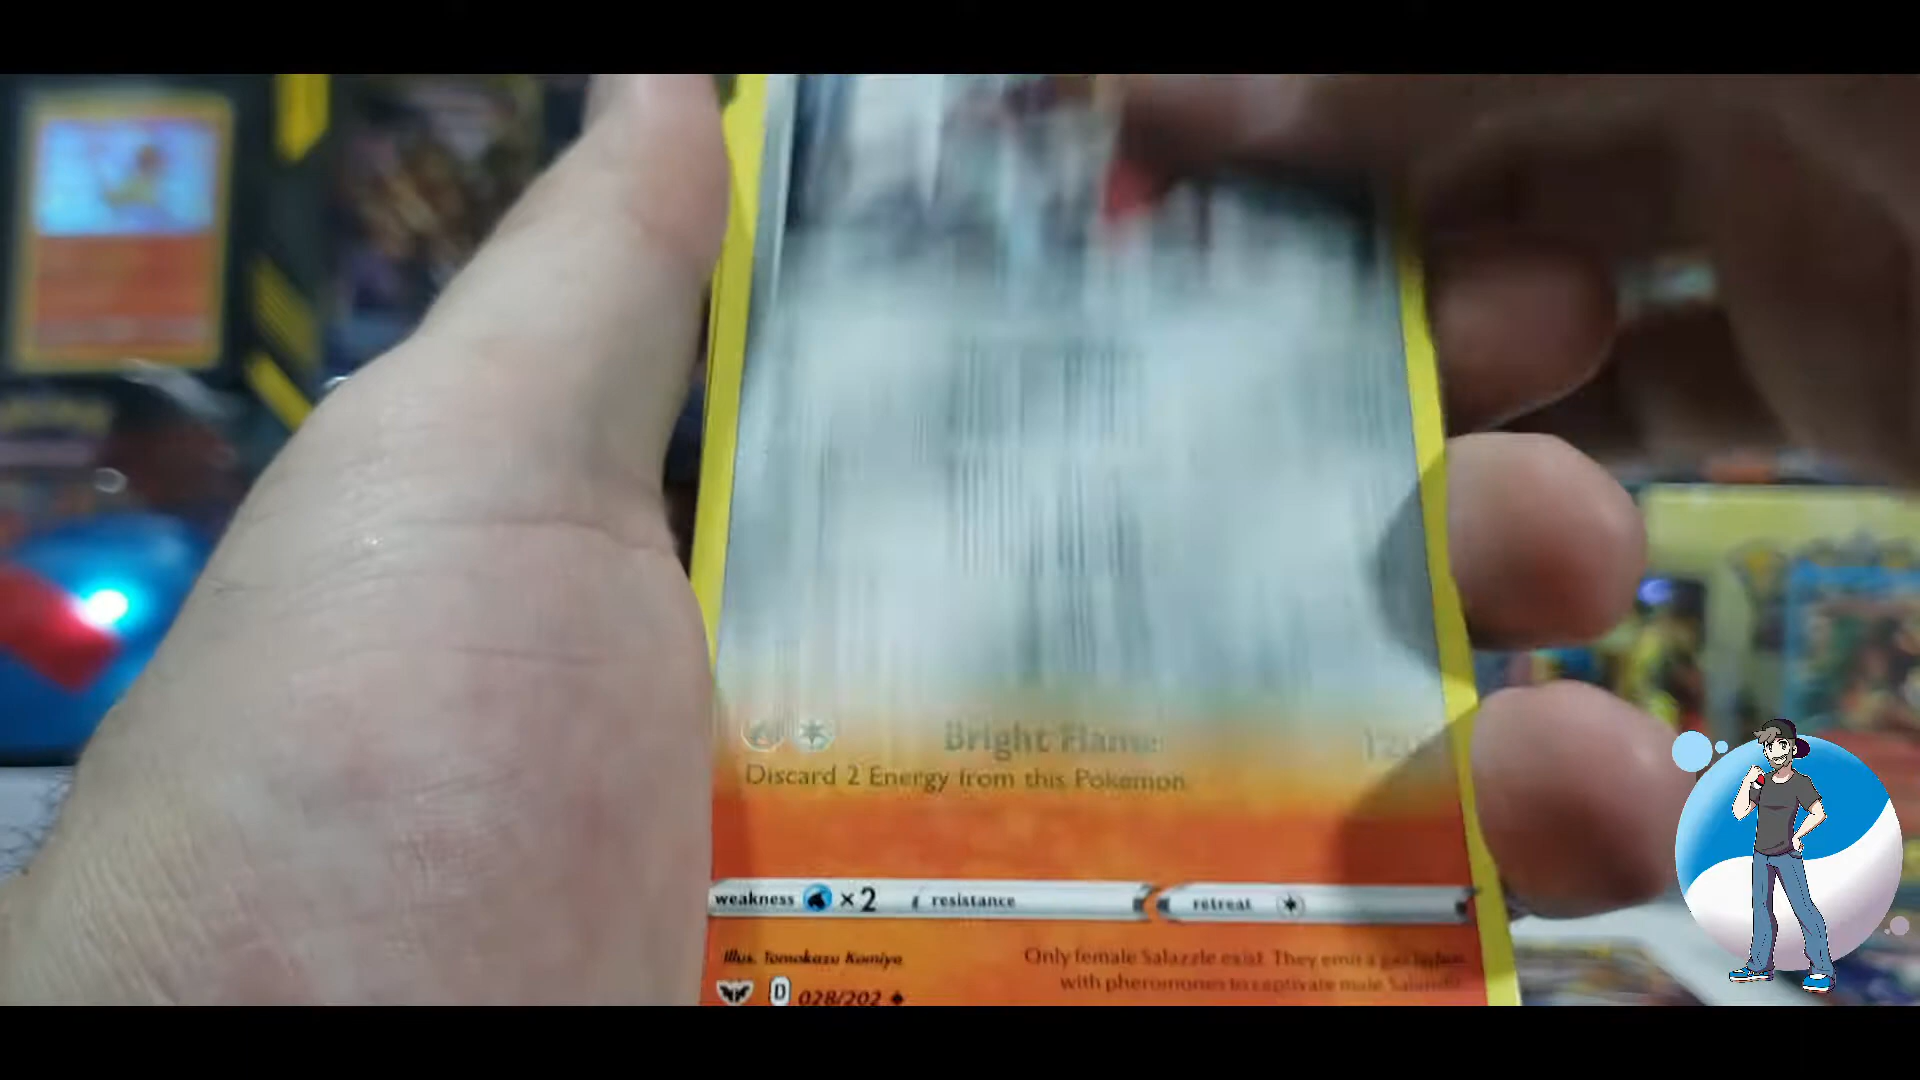 Bright Flame
Discard 2 Energy from this Pokemon.
weakness ×2 resistance retreat
Illus. Tomokazu Komiya
Only female Salazzle exist. They emit a
with pheromones to captivate male
D 028/202